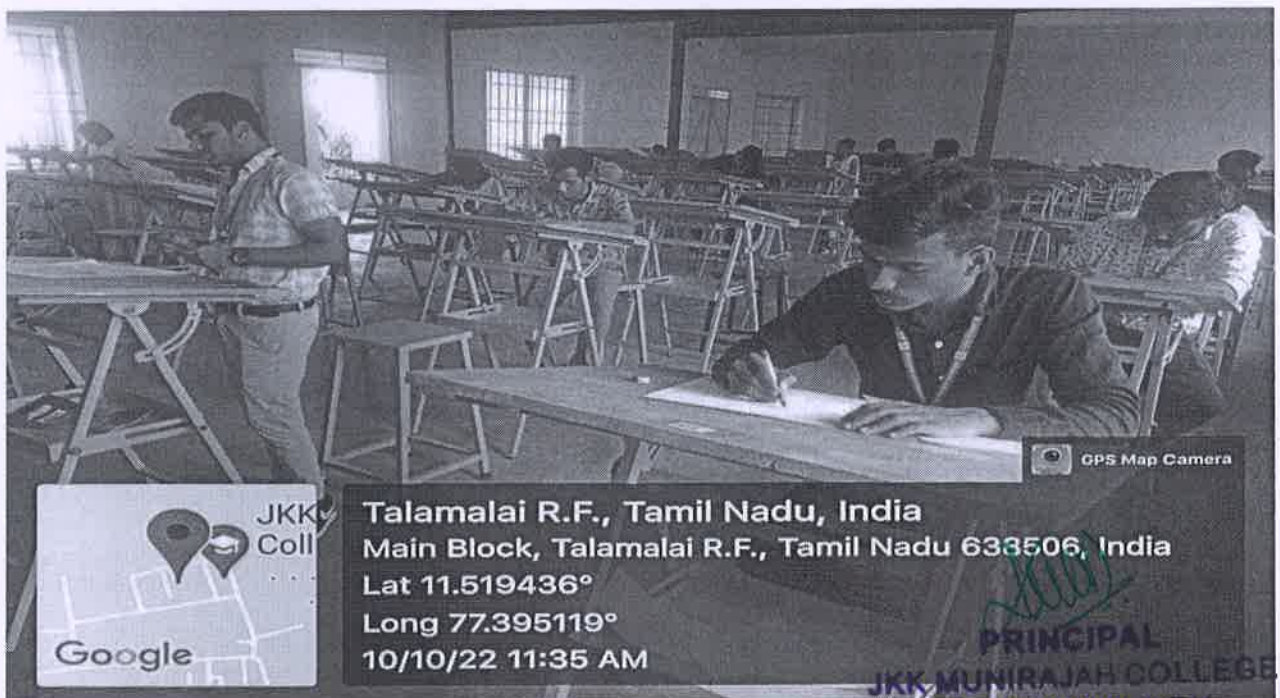 GPS Map Camera
JKK
Coll
Google
Talamalai R.F., Tamil Nadu, India
Main Block, Talamalai R.F., Tamil Nadu 638506, India
Lat 11.519436°
Long 77.395119°
10/10/22 11:35 AM
PRINCIPAL
JKK MUNIRAJAH COLLEGE